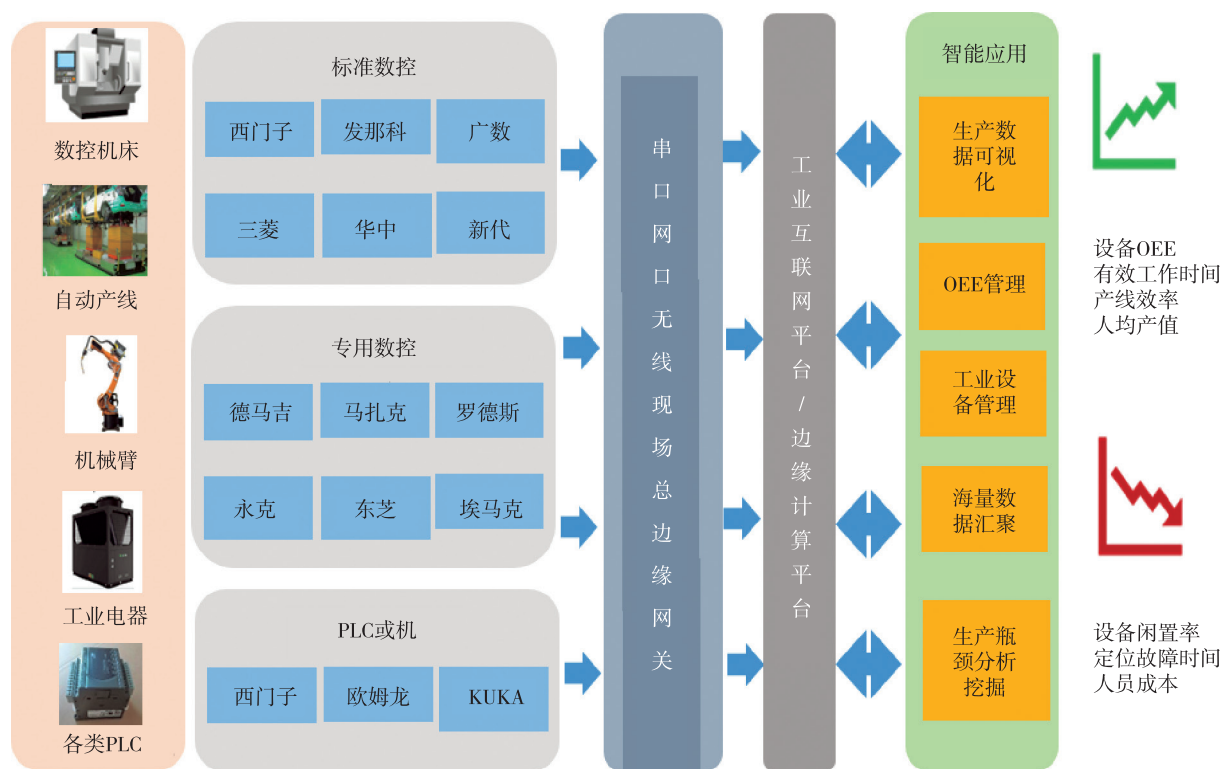 数控机床
自动产线
机械臂
工业电器
各类PLC
标准数控
西门子
发那科
广数
三菱
华中
新代
专用数控
德马吉
马扎克
罗德斯
永克
东芝
埃马克
PLC或机
西门子
欧姆龙
KUKA
串口网口无线现场总边缘网关
工业互联网平台/边缘计算平台
智能应用
生产数
据可视
化
OEE管理
工业设
备管理
海量数
据汇聚
生产瓶
颈分析
挖掘
设备OEE
有效工作时间
产线效率
人均产值
设备闲置率
定位故障时间
人员成本